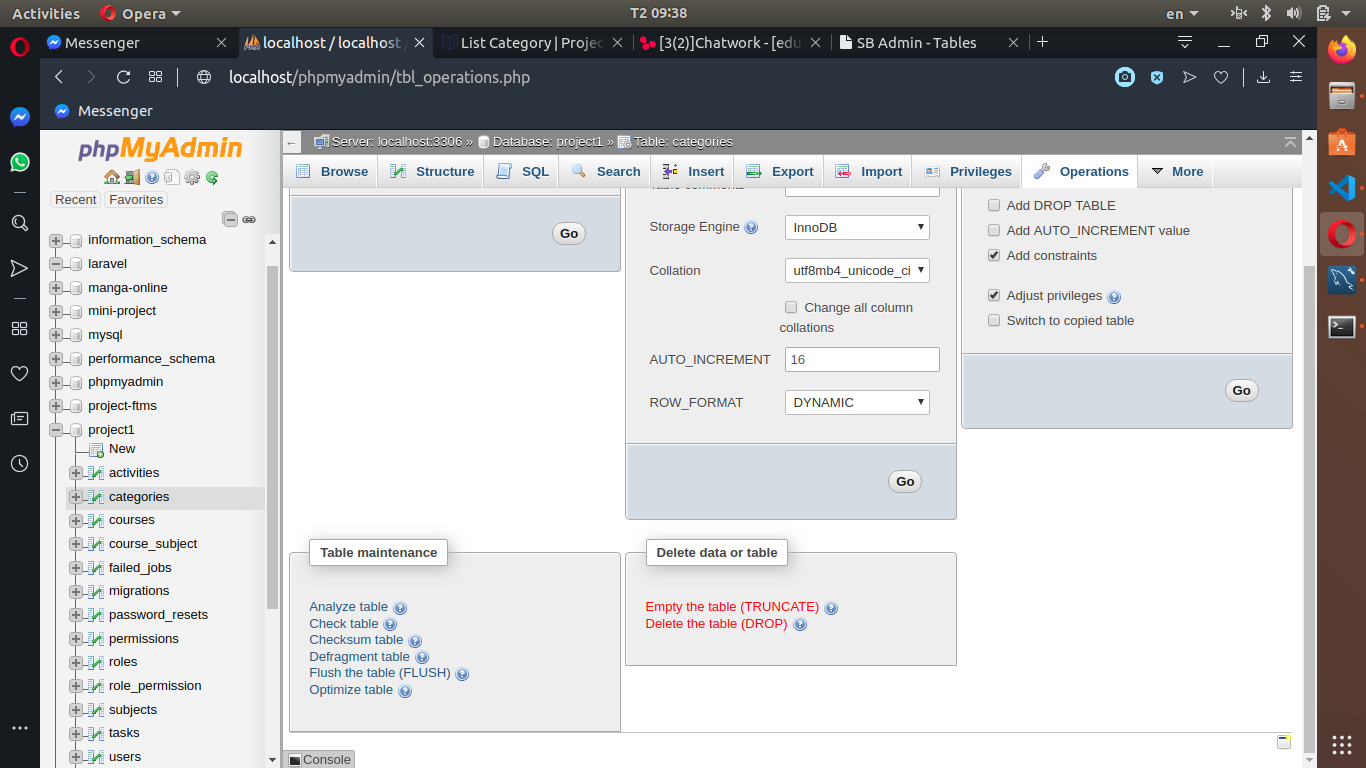 Activities
Opera
T2 09:38
en
Messenger
localhost / localhost /
List Category | Projec
[3(2)]Chatwork - [edu
SB Admin - Tables
localhost/phpmyadmin/tbl_operations.php
Messenger
phpMyAdmin
Recent
Favorites
information_schema
laravel
manga-online
mini-project
mysql
performance_schema
phpmyadmin
project-ftms
project1
New
activities
categories
courses
course_subject
failed_jobs
migrations
password_resets
permissions
roles
role_permission
subjects
tasks
users
Server: localhost:3306 » Database: project1 » Table: categories
Browse
Structure
SQL
Search
Insert
Export
Import
Privileges
Operations
More
Go
Table comments
Storage Engine
InnoDB
Collation
utf8mb4_unicode_ci
Change all column
collations
AUTO_INCREMENT
16
ROW_FORMAT
DYNAMIC
Go
Add DROP TABLE
Add AUTO_INCREMENT value
Add constraints
Adjust privileges
Switch to copied table
Go
Table maintenance
Analyze table
Check table
Checksum table
Defragment table
Flush the table (FLUSH)
Optimize table
Delete data or table
Empty the table (TRUNCATE)
Delete the table (DROP)
Console